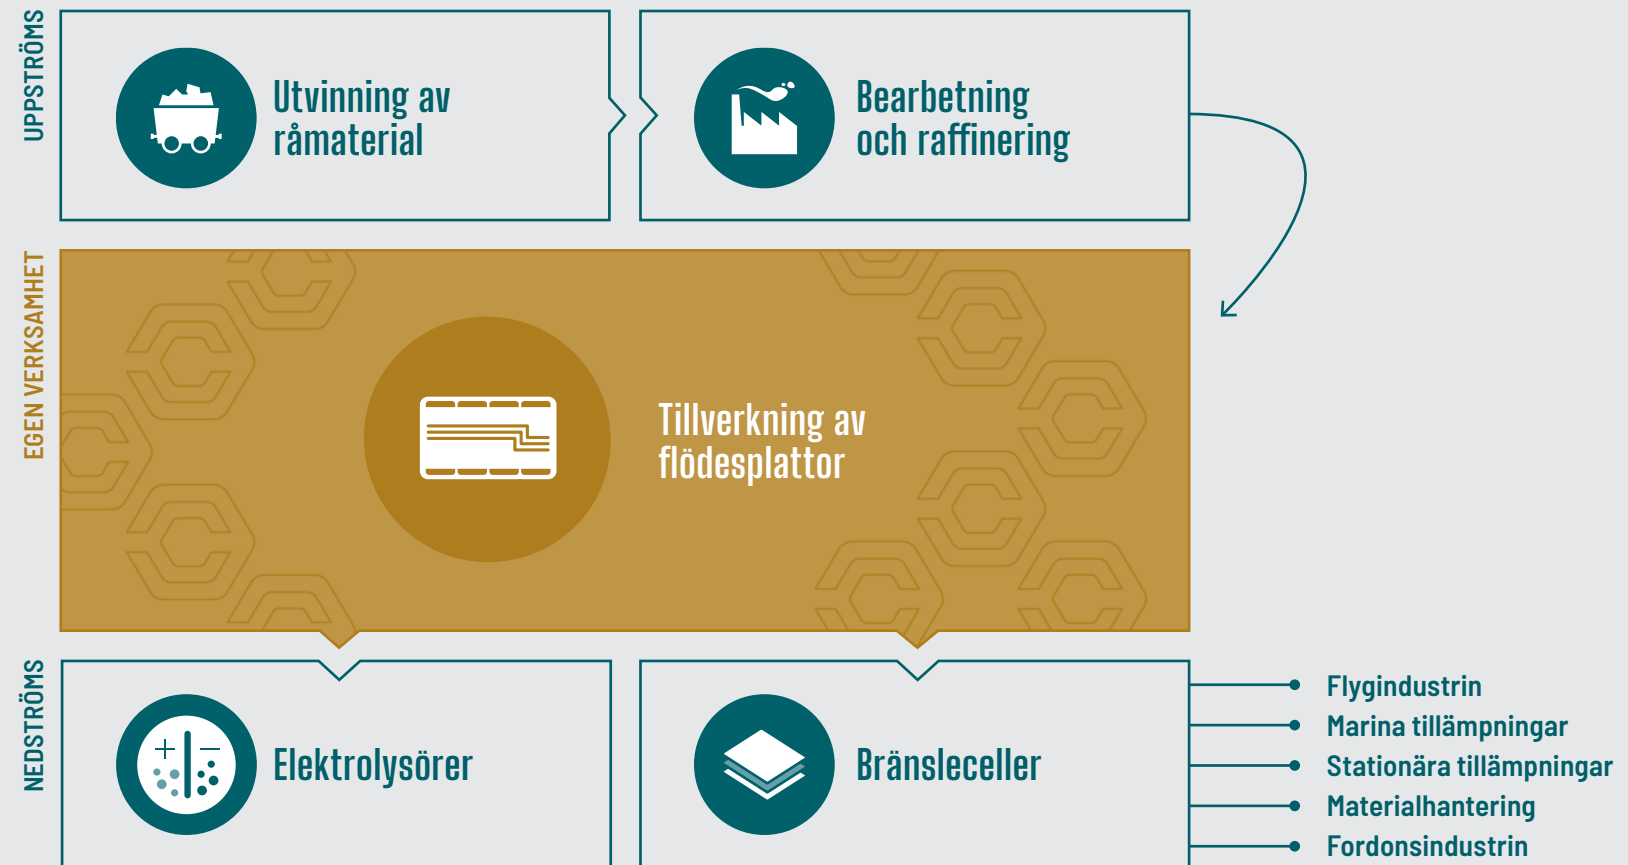 UPPSTRÖMS
Utvinning av
råmaterial
Bearbetning
och raffinering
EGEN VERKSAMHET
Tillverkning av
flödesplattor
NEDSTRÖMS
Elektrolysörer
Bränsleceller
Flygindustrin
Marina tillämpningar
Stationära tillämpningar
Materialhantering
Fordonsindustrin